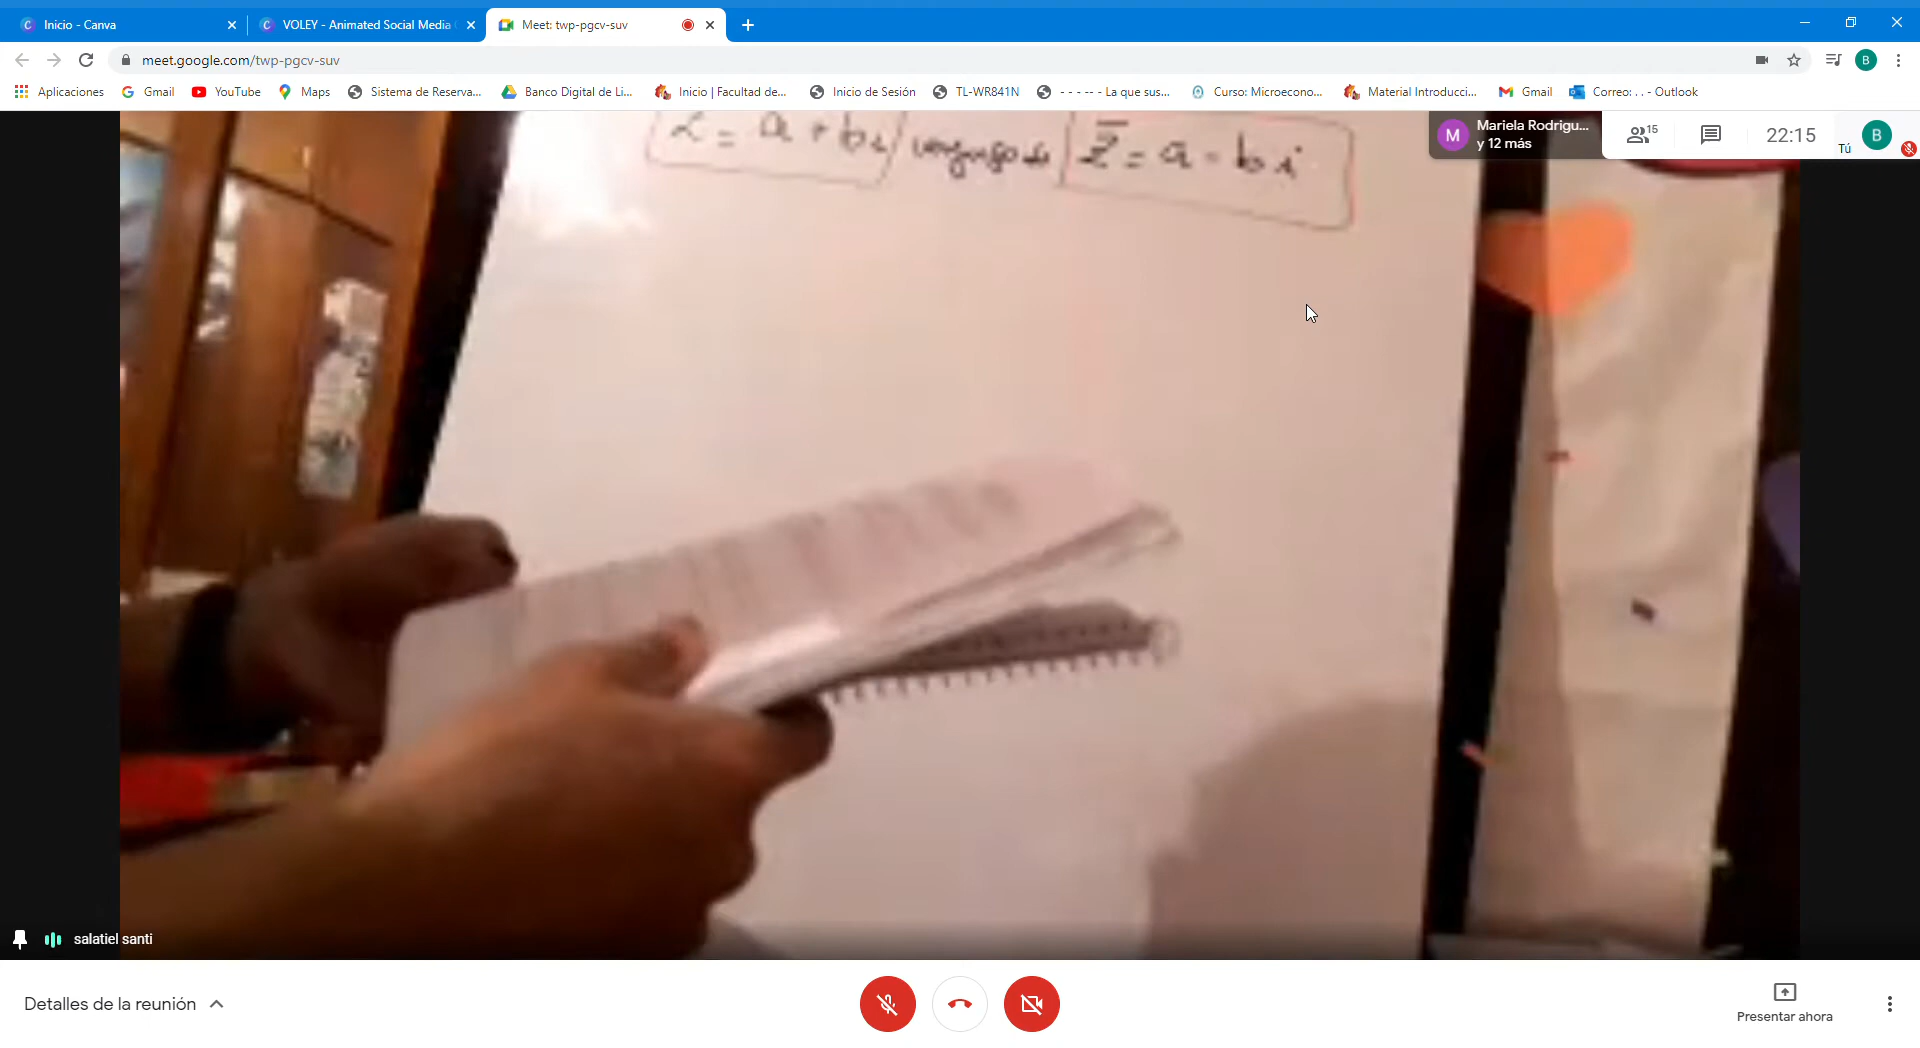 Inicio - Canva
VOLEY - Animated Social Media
Meet: twp-pgcv-suv
meet.google.com/twp-pgcv-suv
B
Aplicaciones
Gmail
YouTube
Maps
Sistema de Reserva...
Banco Digital de Li...
Inicio | Facultad de...
Inicio de Sesión
TL-WR841N
- - - -- - La que sus...
Curso: Microecono...
Material Introducci...
Gmail
Correo: . . - Outlook
z = a + bi
z̅ = a - bi
M
Mariela Rodrigu...
y 12 más
15
22:15
Tú
B
salatiel santi
Detalles de la reunión
Presentar ahora